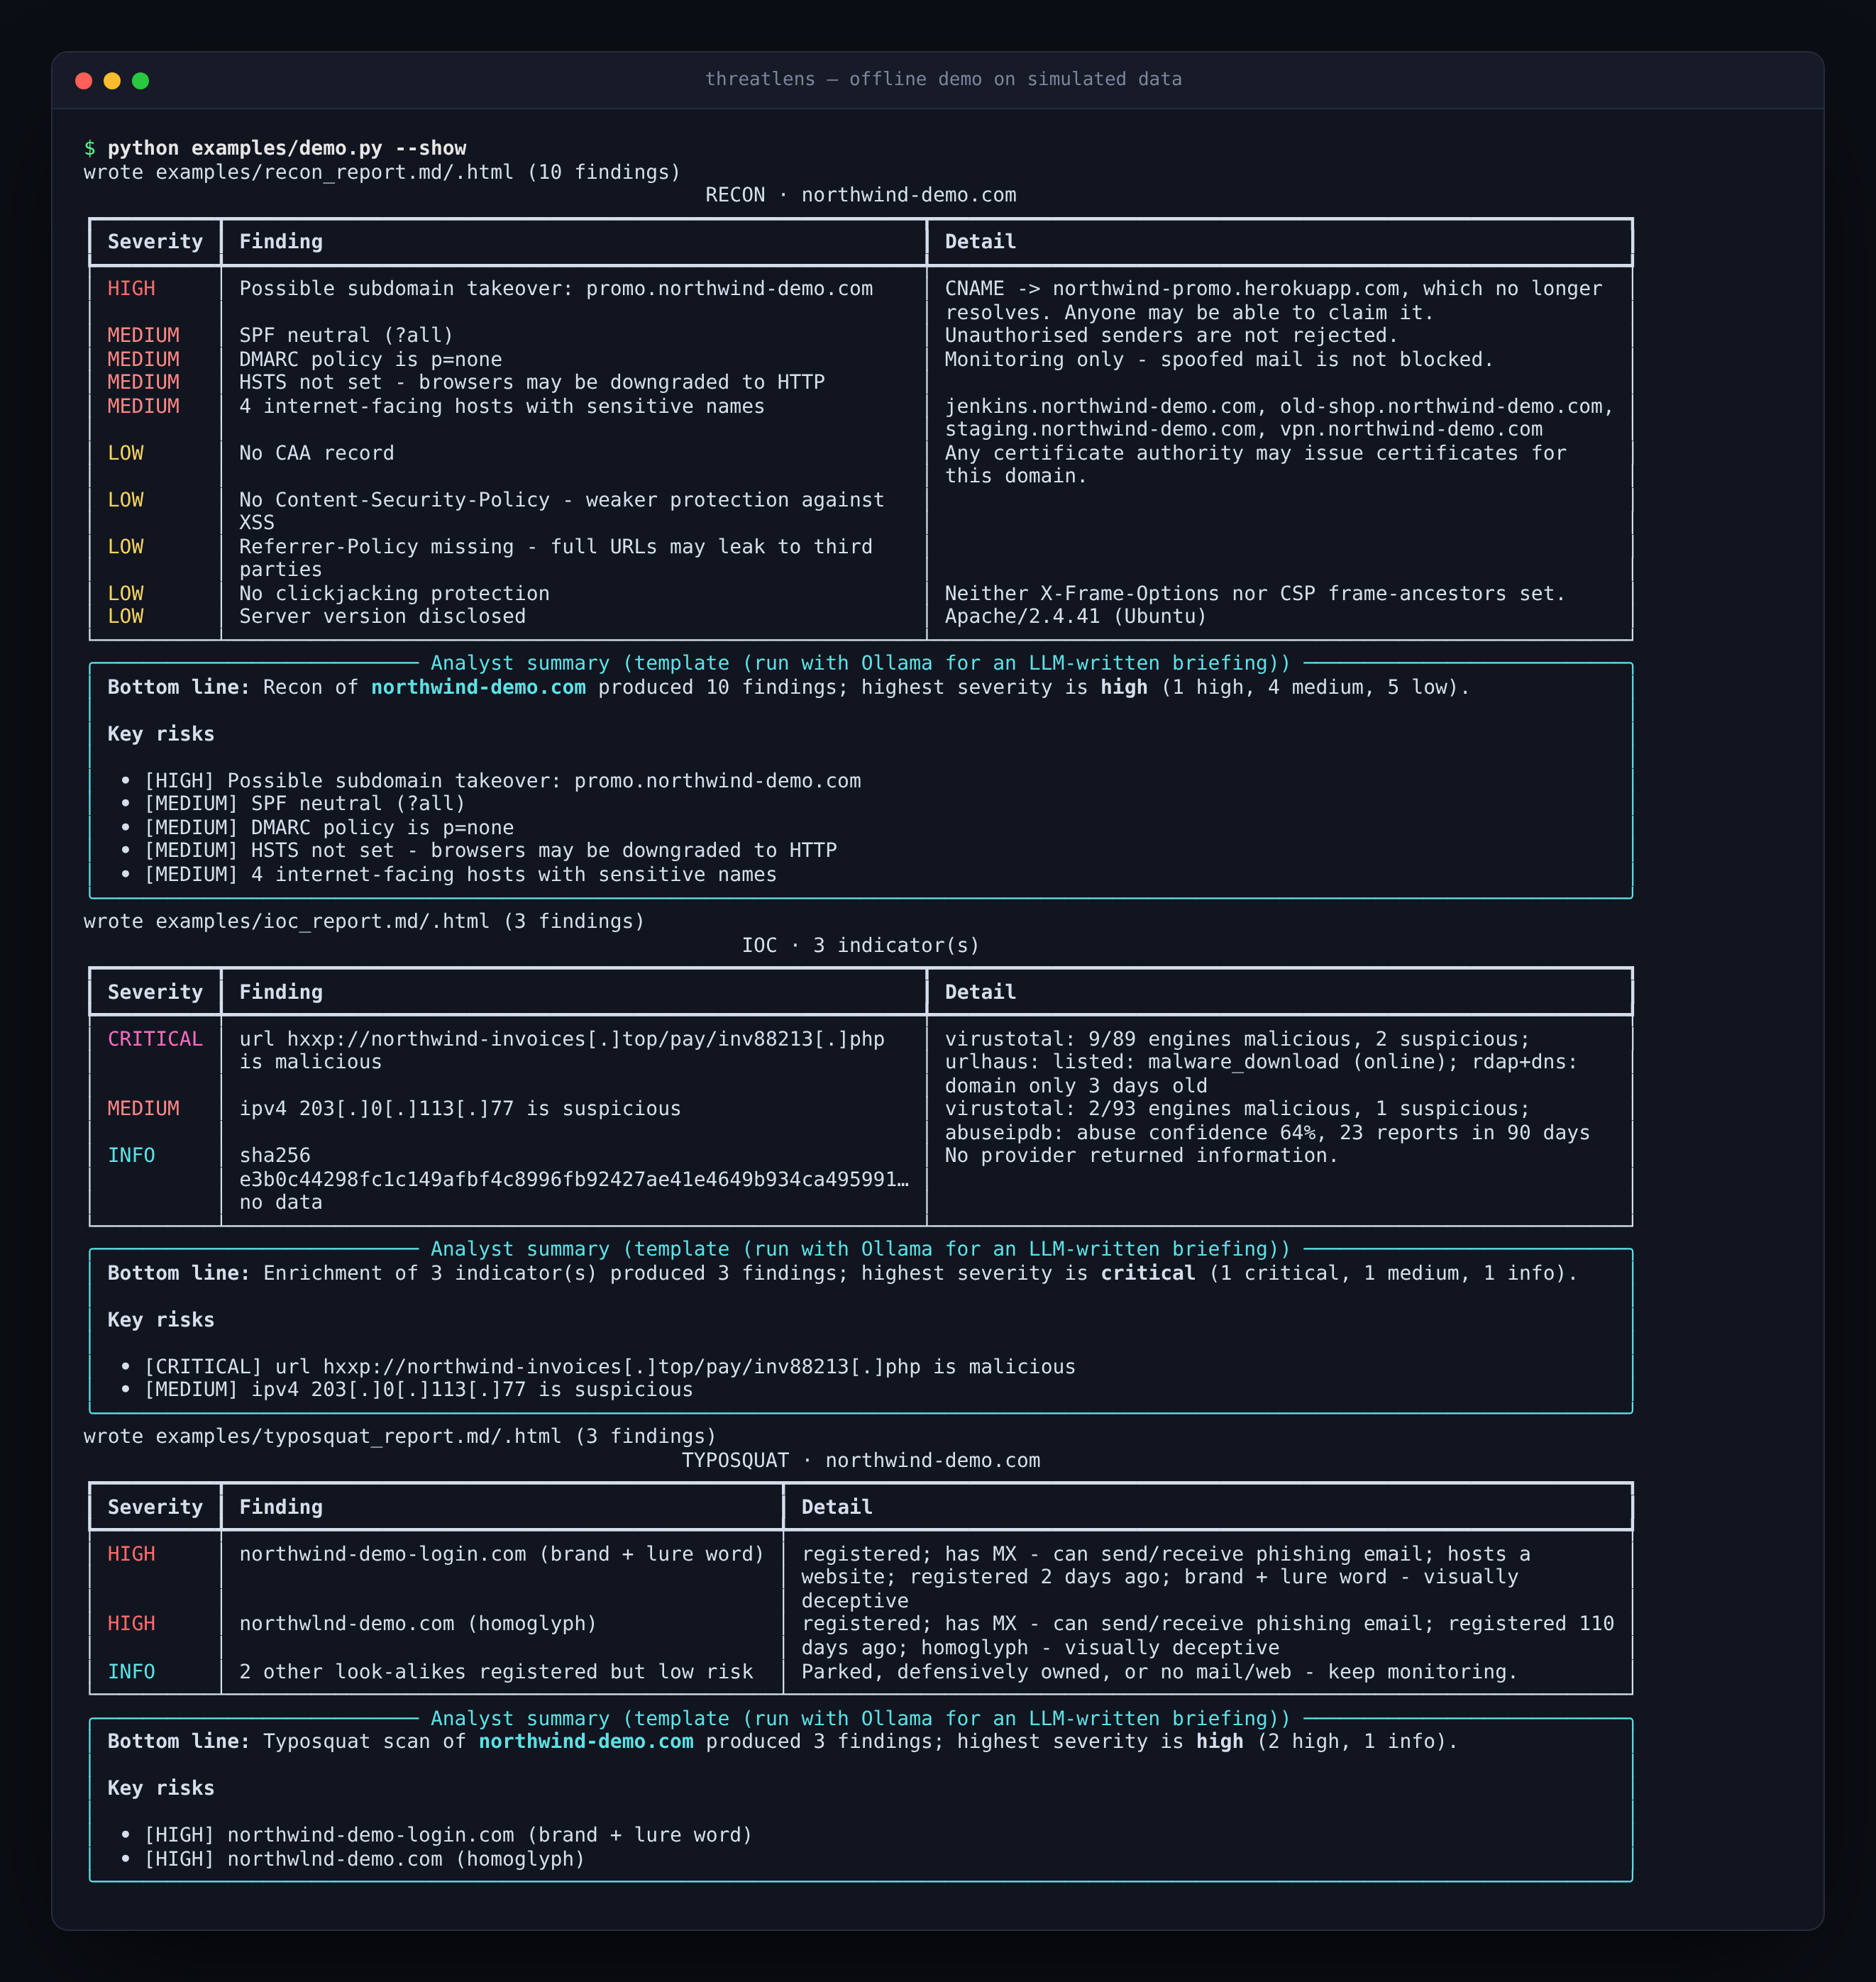 threatlens — offline demo on simulated data
$ python examples/demo.py --show
wrote examples/recon_report.md/.html (10 findings)
RECON · northwind-demo.com
Severity Finding Detail
HIGH Possible subdomain takeover: promo.northwind-demo.com CNAME -> northwind-promo.herokuapp.com, which no longer
resolves. Anyone may be able to claim it.
MEDIUM SPF neutral (?all) Unauthorised senders are not rejected.
MEDIUM DMARC policy is p=none Monitoring only - spoofed mail is not blocked.
MEDIUM HSTS not set - browsers may be downgraded to HTTP
MEDIUM 4 internet-facing hosts with sensitive names jenkins.northwind-demo.com, old-shop.northwind-demo.com,
staging.northwind-demo.com, vpn.northwind-demo.com
LOW No CAA record Any certificate authority may issue certificates for
this domain.
LOW No Content-Security-Policy - weaker protection against
XSS
LOW Referrer-Policy missing - full URLs may leak to third
parties
LOW No clickjacking protection Neither X-Frame-Options nor CSP frame-ancestors set.
LOW Server version disclosed Apache/2.4.41 (Ubuntu)
Analyst summary (template (run with Ollama for an LLM-written briefing))
Bottom line: Recon of northwind-demo.com produced 10 findings; highest severity is high (1 high, 4 medium, 5 low).
Key risks
• [HIGH] Possible subdomain takeover: promo.northwind-demo.com
• [MEDIUM] SPF neutral (?all)
• [MEDIUM] DMARC policy is p=none
• [MEDIUM] HSTS not set - browsers may be downgraded to HTTP
• [MEDIUM] 4 internet-facing hosts with sensitive names
wrote examples/ioc_report.md/.html (3 findings)
IOC · 3 indicator(s)
Severity Finding Detail
CRITICAL url hxxp://northwind-invoices[.]top/pay/inv88213[.]php virustotal: 9/89 engines malicious, 2 suspicious;
is malicious urlhaus: listed: malware_download (online); rdap+dns:
domain only 3 days old
MEDIUM ipv4 203[.]0[.]113[.]77 is suspicious virustotal: 2/93 engines malicious, 1 suspicious;
abuseipdb: abuse confidence 64%, 23 reports in 90 days
INFO sha256 No provider returned information.
e3b0c44298fc1c149afbf4c8996fb92427ae41e4649b934ca495991…
no data
Analyst summary (template (run with Ollama for an LLM-written briefing))
Bottom line: Enrichment of 3 indicator(s) produced 3 findings; highest severity is critical (1 critical, 1 medium, 1 info).
Key risks
• [CRITICAL] url hxxp://northwind-invoices[.]top/pay/inv88213[.]php is malicious
• [MEDIUM] ipv4 203[.]0[.]113[.]77 is suspicious
wrote examples/typosquat_report.md/.html (3 findings)
TYPOSQUAT · northwind-demo.com
Severity Finding Detail
HIGH northwind-demo-login.com (brand + lure word) registered; has MX - can send/receive phishing email; hosts a
website; registered 2 days ago; brand + lure word - visually
deceptive
HIGH northwlnd-demo.com (homoglyph) registered; has MX - can send/receive phishing email; registered 110
days ago; homoglyph - visually deceptive
INFO 2 other look-alikes registered but low risk Parked, defensively owned, or no mail/web - keep monitoring.
Analyst summary (template (run with Ollama for an LLM-written briefing))
Bottom line: Typosquat scan of northwind-demo.com produced 3 findings; highest severity is high (2 high, 1 info).
Key risks
• [HIGH] northwind-demo-login.com (brand + lure word)
• [HIGH] northwlnd-demo.com (homoglyph)